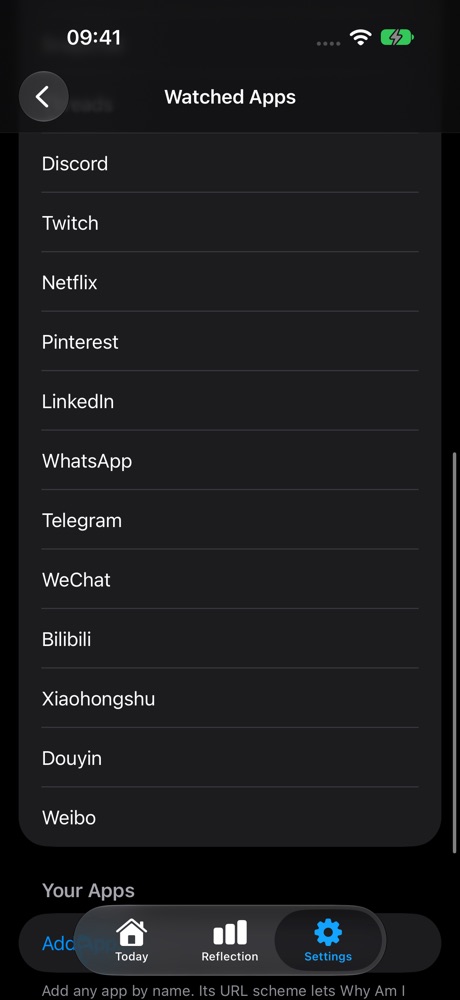 09:41
Watched Apps
Discord
Twitch
Netflix
Pinterest
LinkedIn
WhatsApp
Telegram
WeChat
Bilibili
Xiaohongshu
Douyin
Weibo
Your Apps
Add
Today
Reflection
Settings
Add any app by name. Its URL scheme lets Why Am I